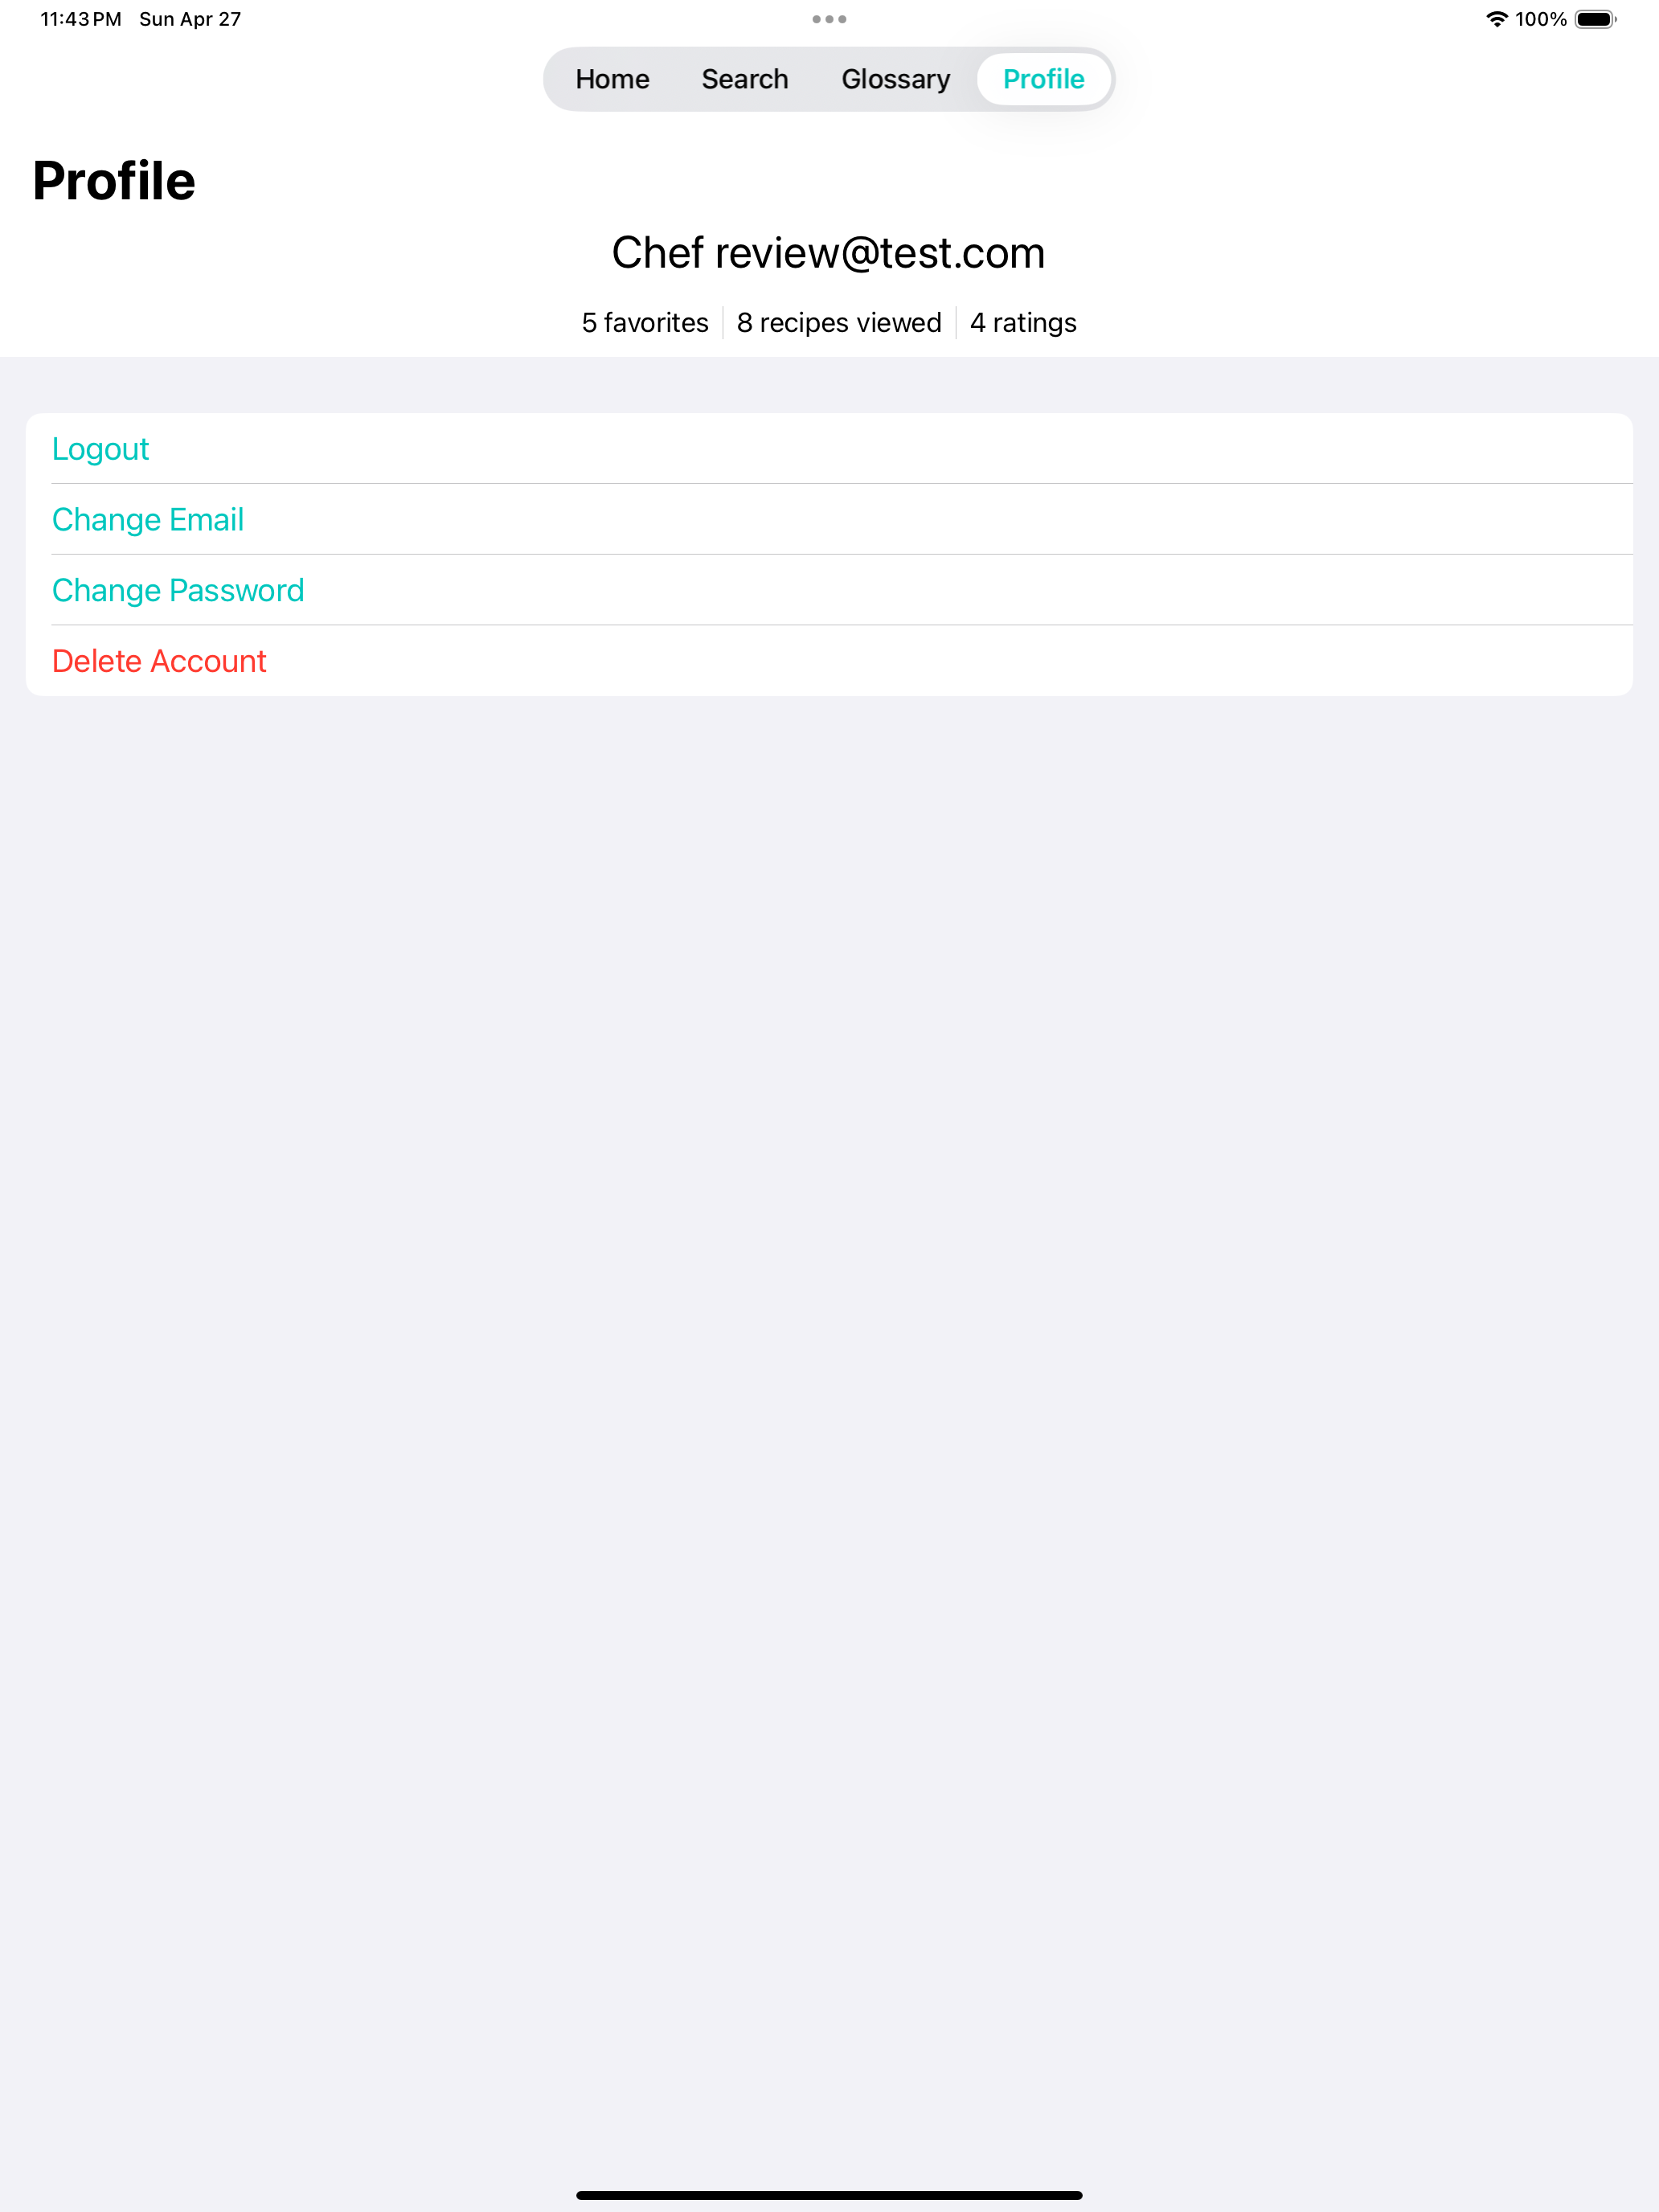 11:43 PM Sun Apr 27 100%
Home Search Glossary Profile
Profile
Chef review@test.com
5 favorites 8 recipes viewed 4 ratings
Logout
Change Email
Change Password
Delete Account